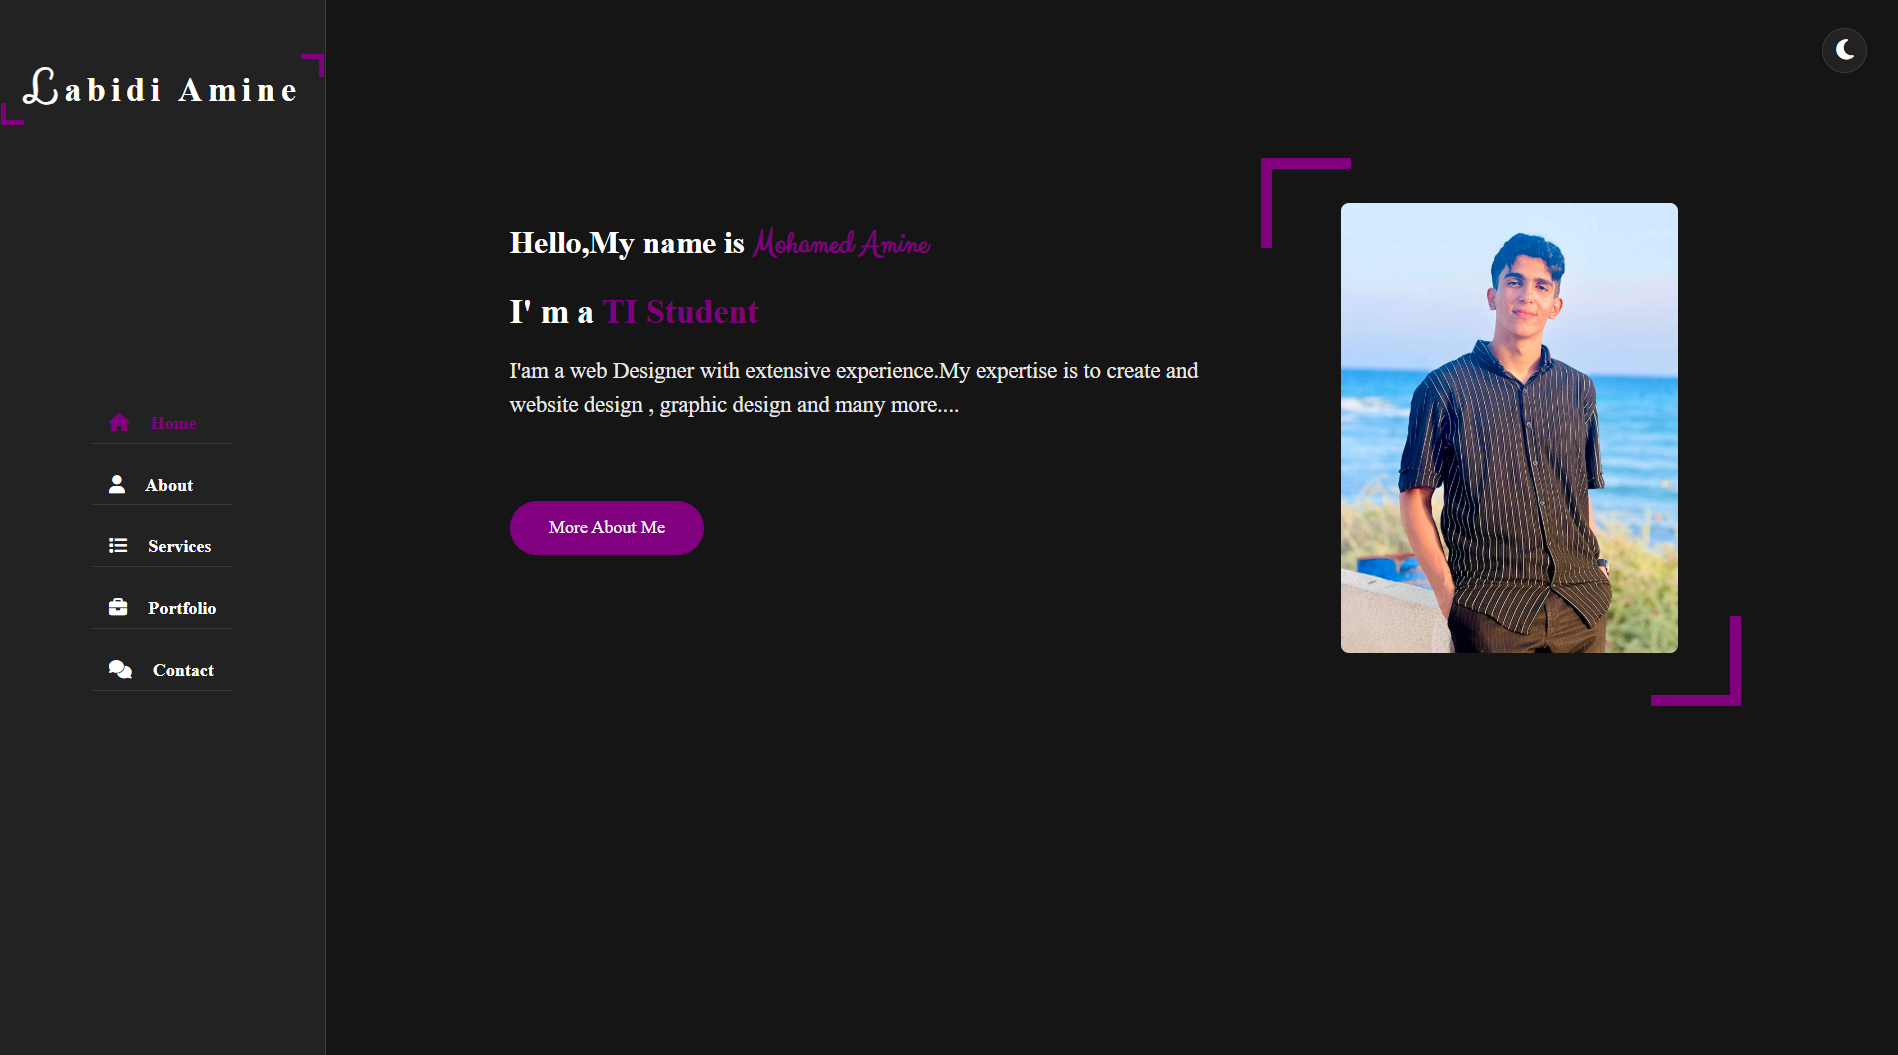 Labidi Amine
Home
About
Services
Portfolio
Contact
Hello,My name is Mohamed Amine
I' m a TI Student
I'am a web Designer with extensive experience.My expertise is to create and
website design , graphic design and many more....
More About Me